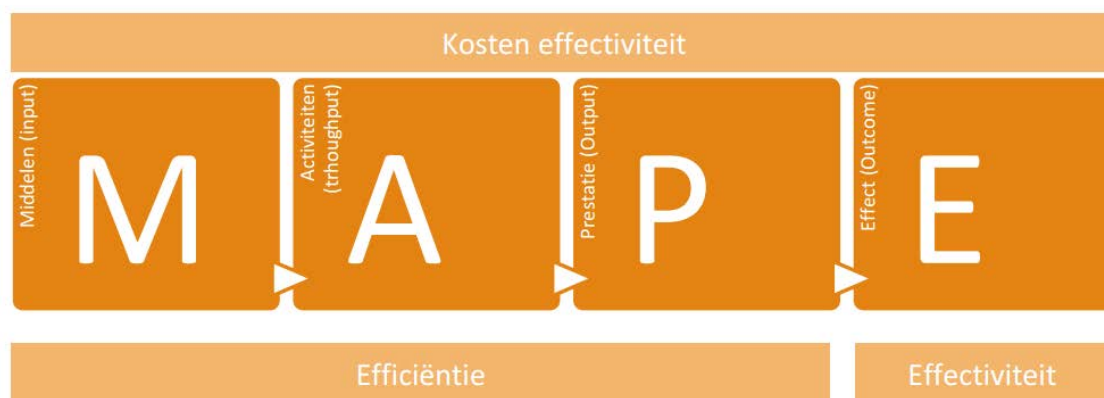 Kosten effectiviteit
Middelen (input)
M
Activiteiten
(trhoughput)
A
Prestatie (Output)
P
Effect (Outcome)
E
Efficiëntie
Effectiviteit